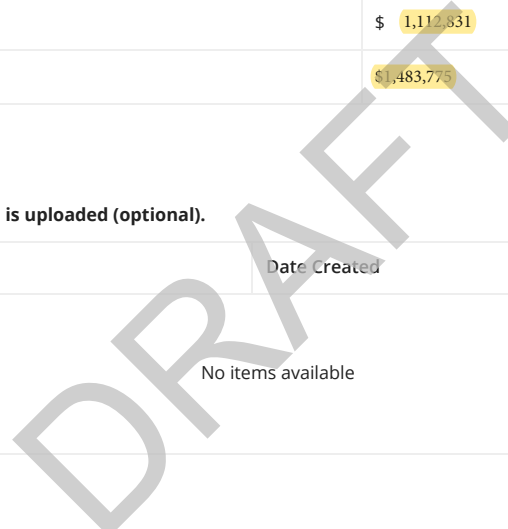 $ 1,112,831
$1,483,775
is uploaded (optional).
Date Created
No items available
DRAFT